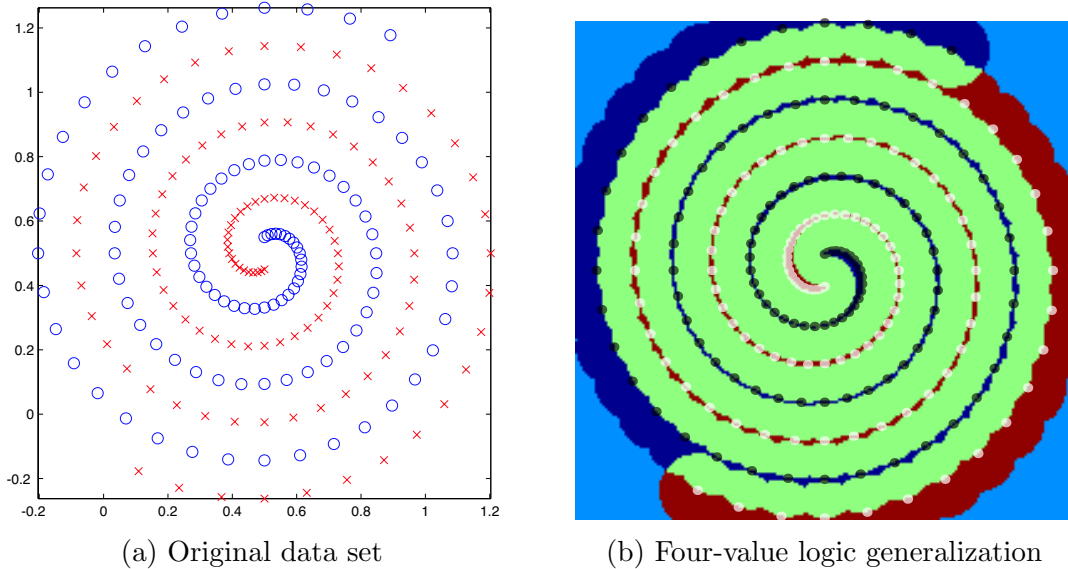 1.2
1
0.8
0.6
0.4
0.2
0
-0.2
-0.2 0 0.2 0.4 0.6 0.8 1 1.2
(a) Original data set
(b) Four-value logic generalization